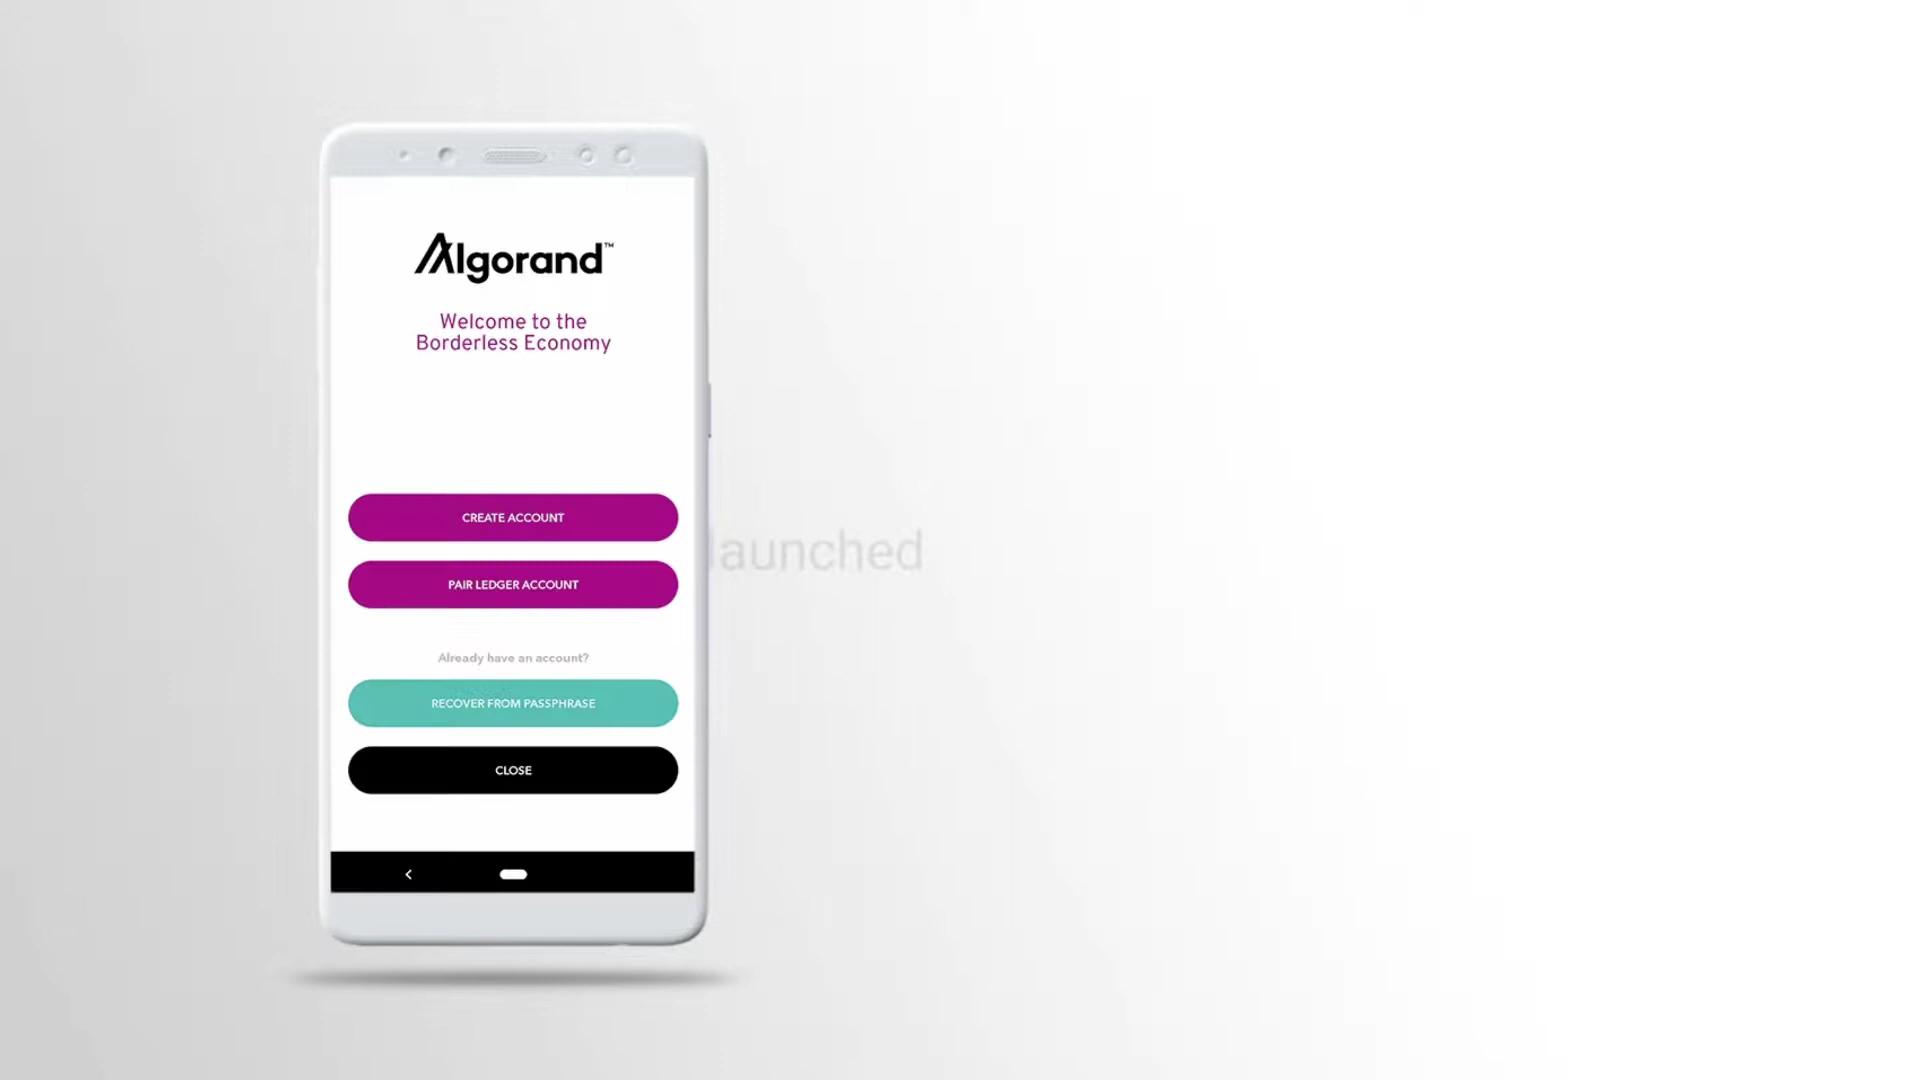 Algorand™
Welcome to the
Borderless Economy
CREATE ACCOUNT
PAIR LEDGER ACCOUNT
launched
Already have an account?
RECOVER FROM PASSPHRASE
CLOSE